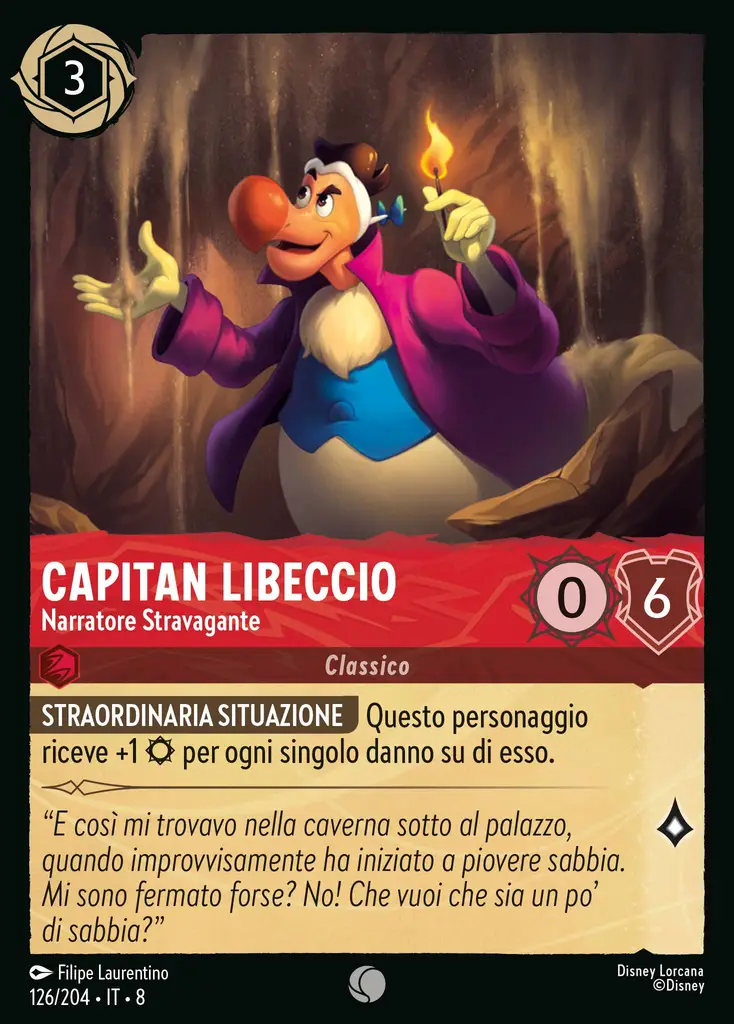 3
CAPITAN LIBECCIO
Narratore Stravagante
0
6
Classico
STRAORDINARIA SITUAZIONE Questo personaggio
riceve +1 per ogni singolo danno su di esso.
“E così mi trovavo nella caverna sotto al palazzo,
quando improvvisamente ha iniziato a piovere sabbia.
Mi sono fermato forse? No! Che vuoi che sia un po’
di sabbia?”
Filipe Laurentino
126/204 • IT • 8
Disney Lorcana
©Disney